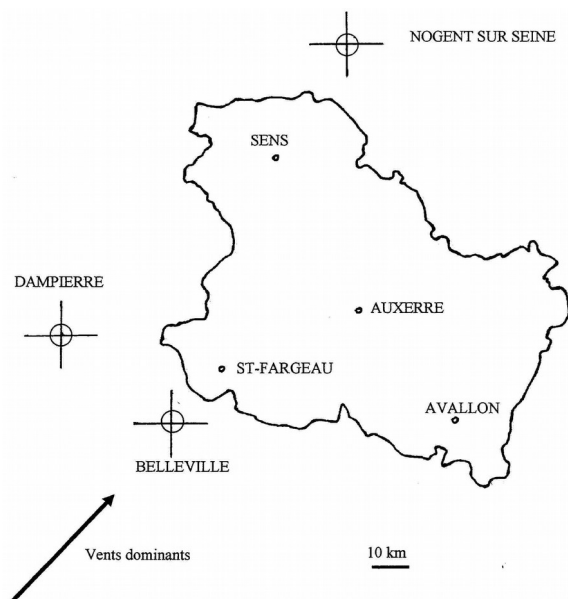 NOGENT SUR SEINE
SENS
DAMPIERRE
AUXERRE
ST-FARGEAU
AVALLON
BELLEVILLE
Vents dominants
10 km